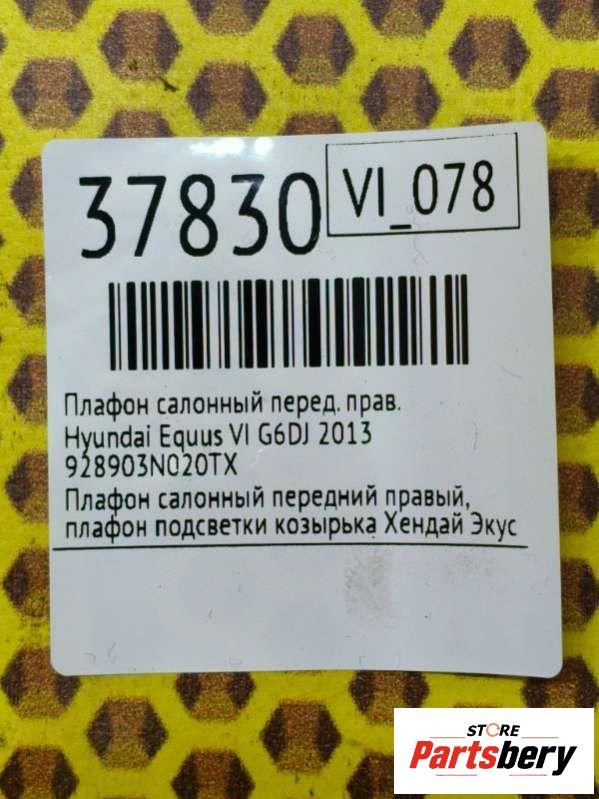 37830
VI_078
Плафон салонный перед. прав.
Hyundai Equus VI G6DJ 2013
928903N020TX
Плафон салонный передний правый,
плафон подсветки козырька Хендай Экус
STORE
Partsbery